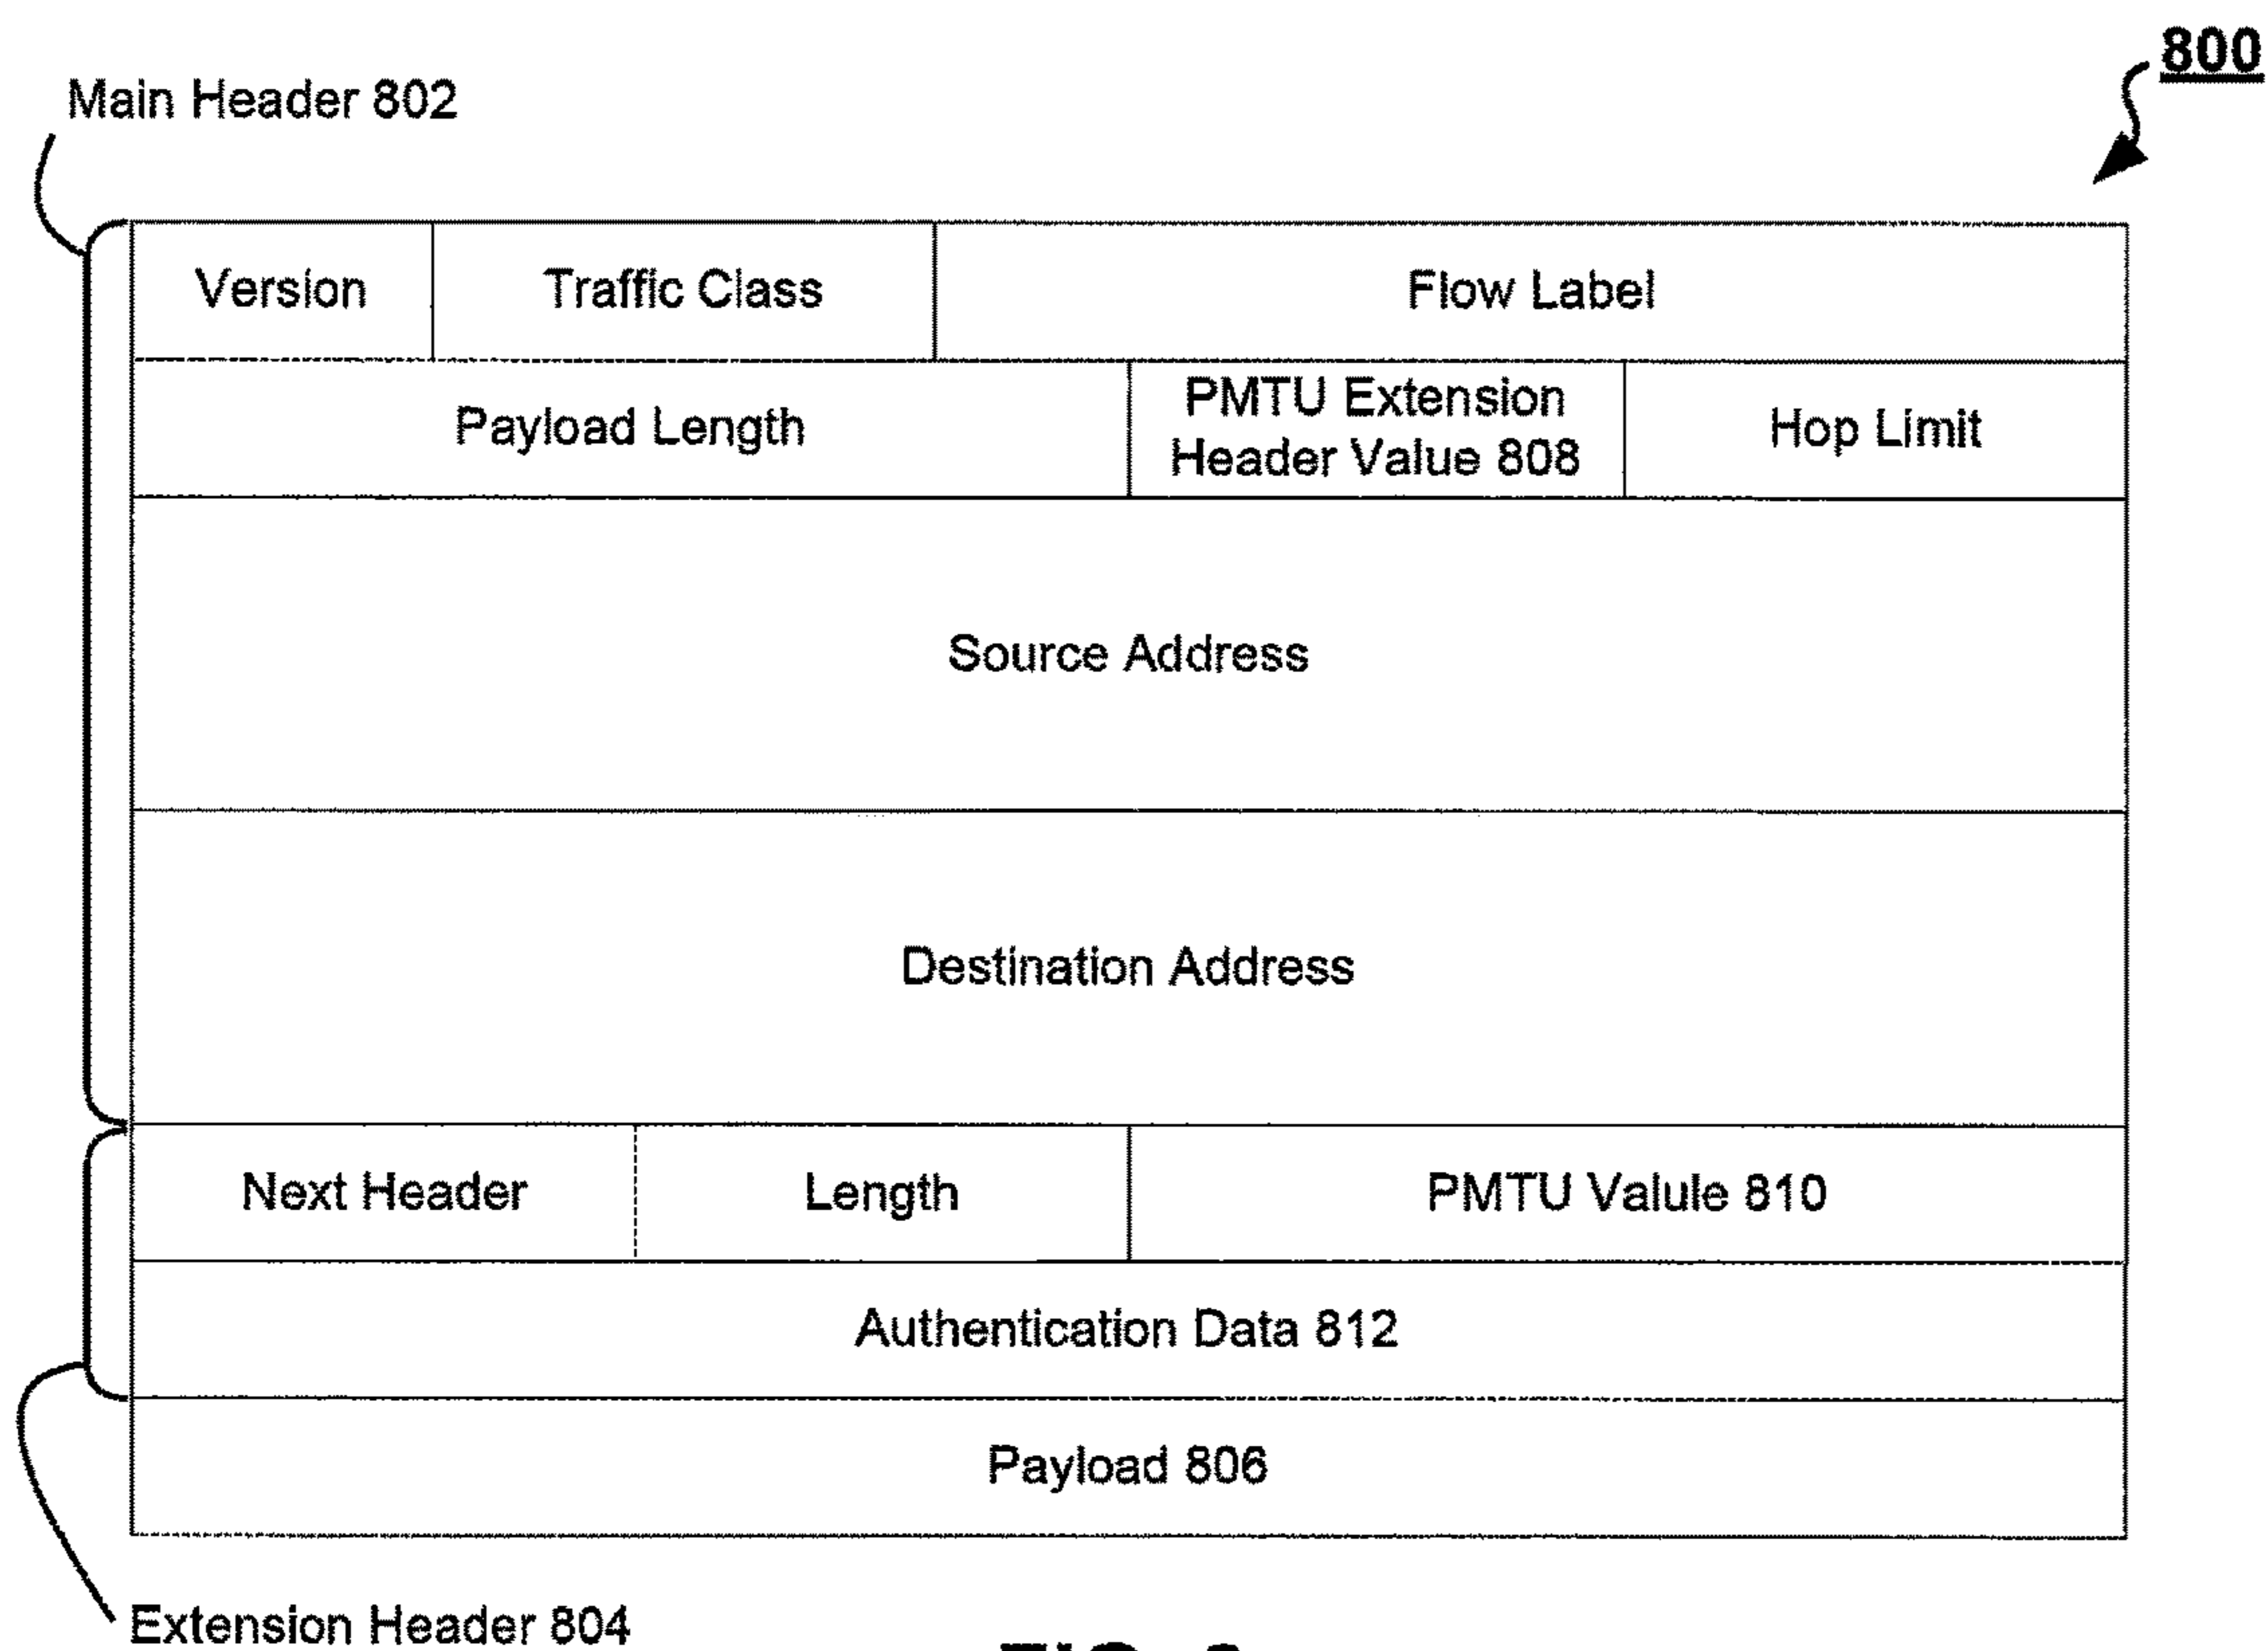 800
Main Header 802
Version Traffic Class Flow Label
Payload Length PMTU Extension Header Value 808 Hop Limit
Source Address
Destination Address
Next Header Length PMTU Valule 810
Authentication Data 812
Payload 806
Extension Header 804